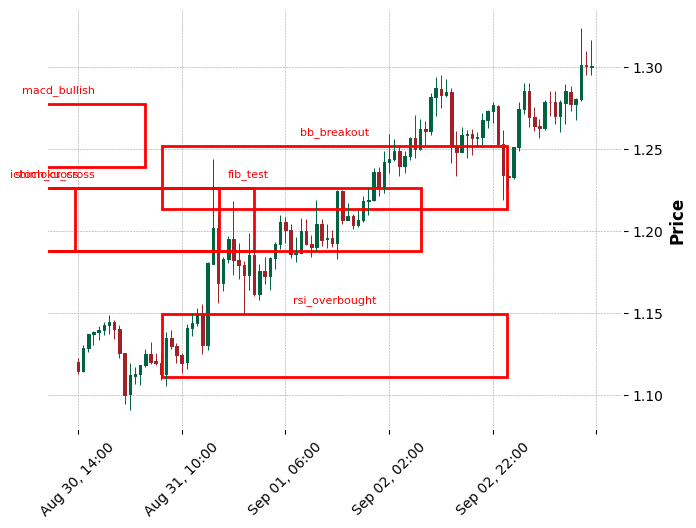 macd_bullish
bb_breakout
fib_test
rsi_overbought
1.30
1.25
1.20
1.15
1.10
Price
Aug 30, 14:00
Aug 31, 10:00
Sep 01, 06:00
Sep 02, 02:00
Sep 02, 22:00